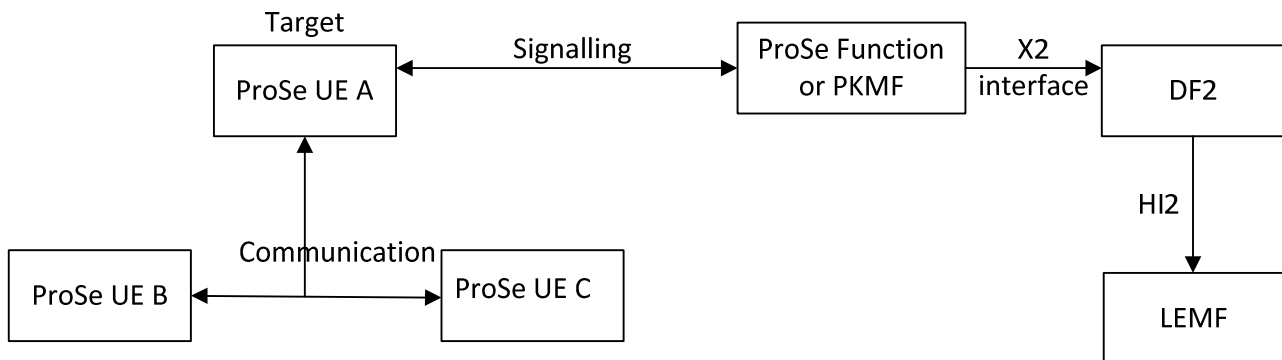 Target
ProSe UE A
Signalling
ProSe Function
or PKMF
X2
interface
DF2
HI2
LEMF
Communication
ProSe UE B
ProSe UE C